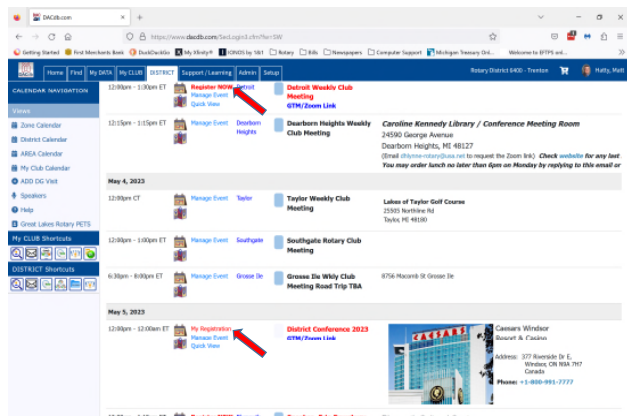 DACdb.com
https://www.dacdb.com/SecLogin3.cfm?her=SW
Getting Started First Merchants Bank DuckDuckGo My Xfinity® IONOS by 1&1 Rotary Bills Newspapers Computer Support Michigan Treasury Onl... Welcome to EFTPS onl...
Home Find My DATA My CLUB DISTRICT Support / Learning Admin Setup
Rotary District 6400 - Trenton Hatty, Matt
CALENDAR NAVIGATION
Views
Zone Calendar
District Calendar
AREA Calendar
My Club Calendar
ADD DG Visit
Speakers
Help
Great Lakes Rotary PETS
My CLUB Shortcuts
DISTRICT Shortcuts
12:00pm - 1:30pm ET Register NOW Detroit Detroit Weekly Club
Manage Event Meeting
Quick View GTM/Zoom Link
12:15pm - 1:15pm ET Manage Event Dearborn Dearborn Heights Weekly Caroline Kennedy Library / Conference Meeting Room
Heights Club Meeting 24590 George Avenue
Dearborn Heights, MI 48127
(Email dhlynne-rotary@usa.net to request the Zoom link) Check website for any last
You may order lunch no later than 6pm on Monday by replying to this email or
May 4, 2023
12:00pm CT Manage Event Taylor Taylor Weekly Club Lakes of Taylor Golf Course
Meeting 25505 Northline Rd
Taylor, MI 48180
12:00pm - 1:00pm ET Manage Event Southgate Southgate Rotary Club
Meeting
6:30pm - 8:00pm ET Manage Event Grosse Ile Grosse Ile Wkly Club 8756 Macomb St Grosse Ile
Meeting Road Trip TBA
May 5, 2023
12:00pm - 12:00am ET My Registration District Conference 2023 Caesars Windsor
Manage Event GTM/Zoom Link Resort & Casino
Quick View
CAESARS
Address: 377 Riverside Dr E,
Windsor, ON N9A 7H7
Canada
Phone: +1-800-991-7777